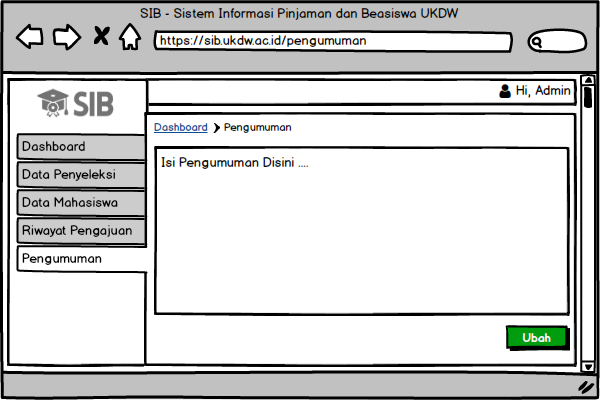 SIB - Sistem Informasi Pinjaman dan Beasiswa UKDW
https://sib.ukdw.ac.id/pengumuman
SIB
Hi, Admin
Dashboard
Data Penyeleksi
Data Mahasiswa
Riwayat Pengajuan
Pengumuman
Dashboard Pengumuman
Isi Pengumuman Disini ....
Ubah